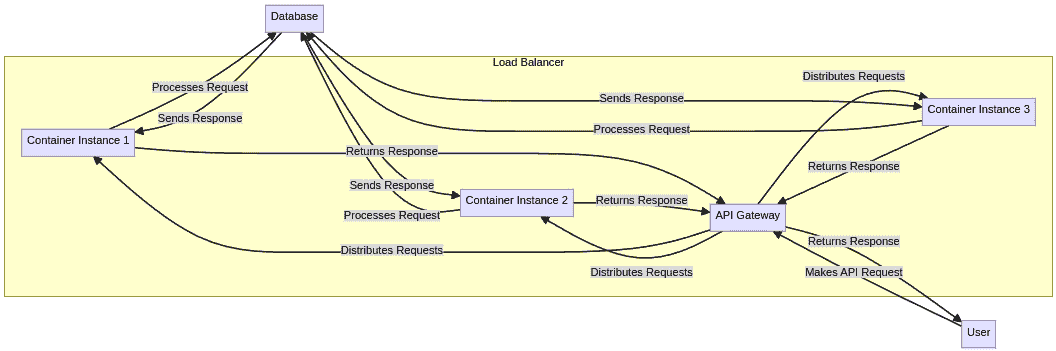 Database
Load Balancer
Distributes Requests
Processes Request
Sends Response
Container Instance 3
Sends Response
Processes Request
Container Instance 1
Returns Response
Returns Response
Sends Response
Container Instance 2
Returns Response
Processes Request
API Gateway
Returns Response
Distributes Requests
Distributes Requests
Makes API Request
User